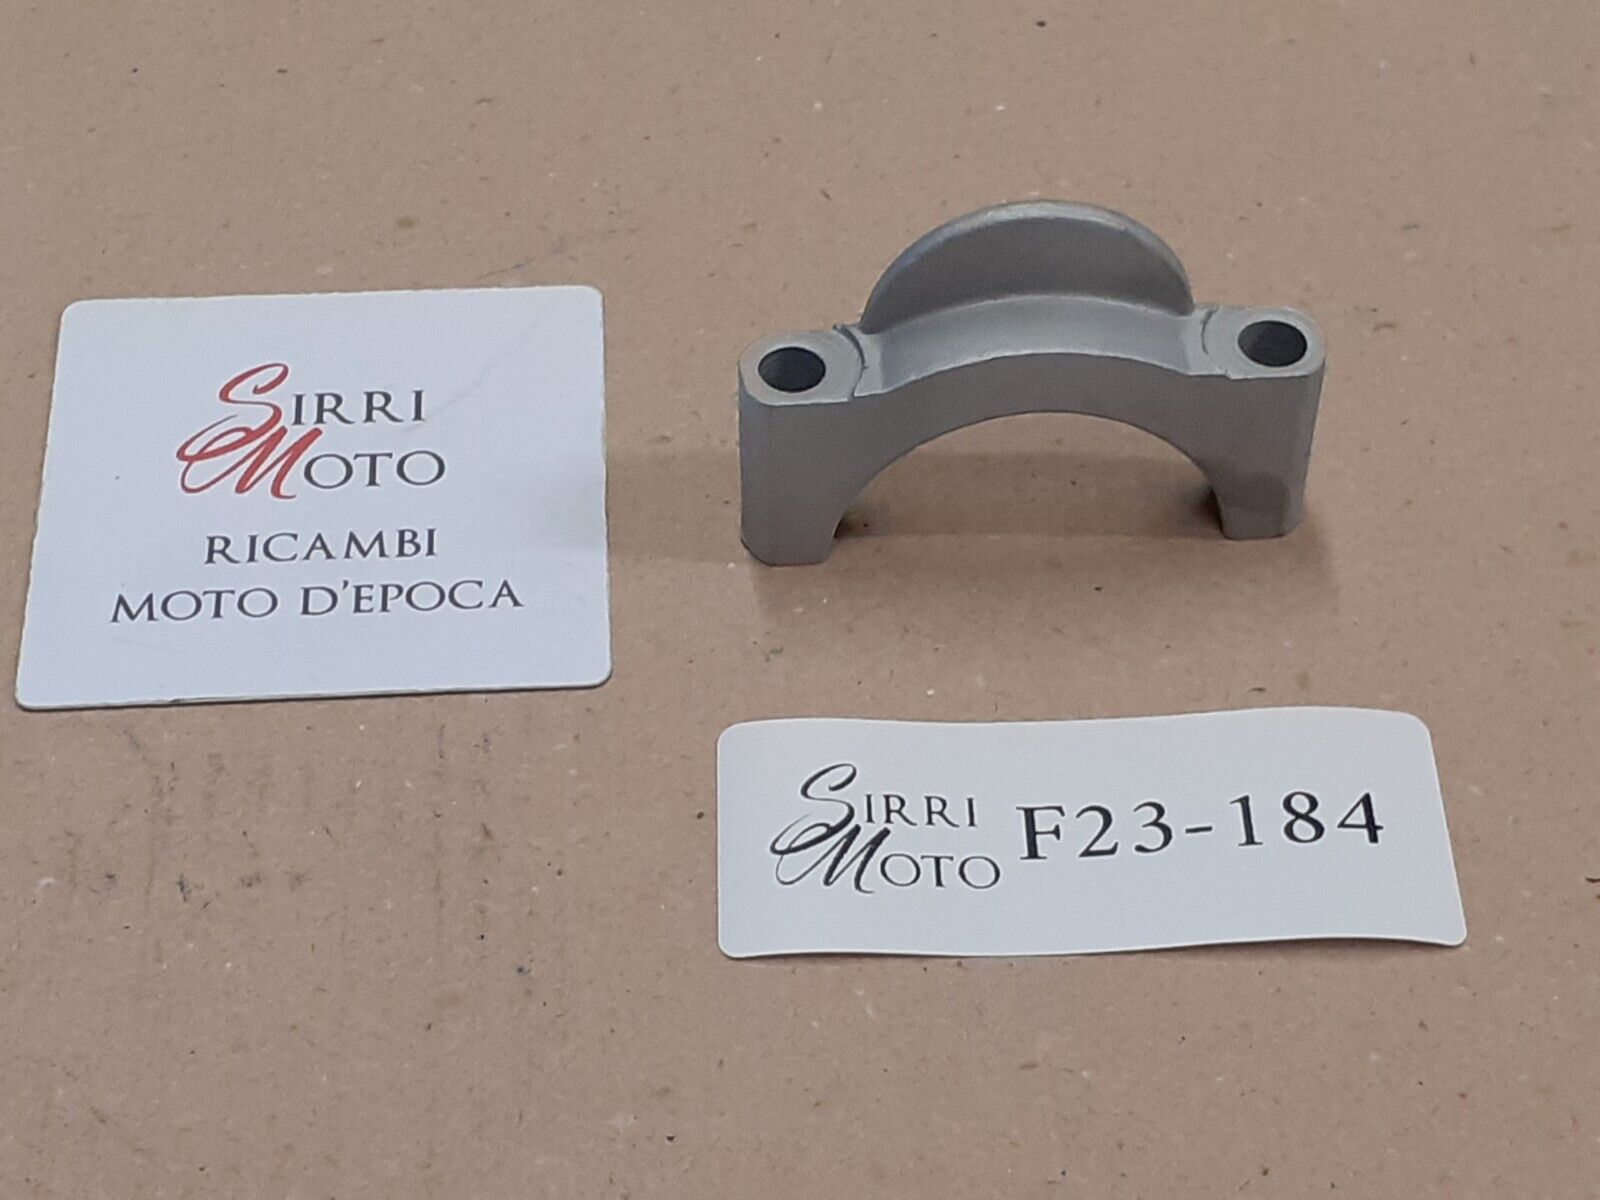 SIRRI
MOTO
RICAMBI
MOTO D'EPOCA
SIRRI
MOTO F23-184